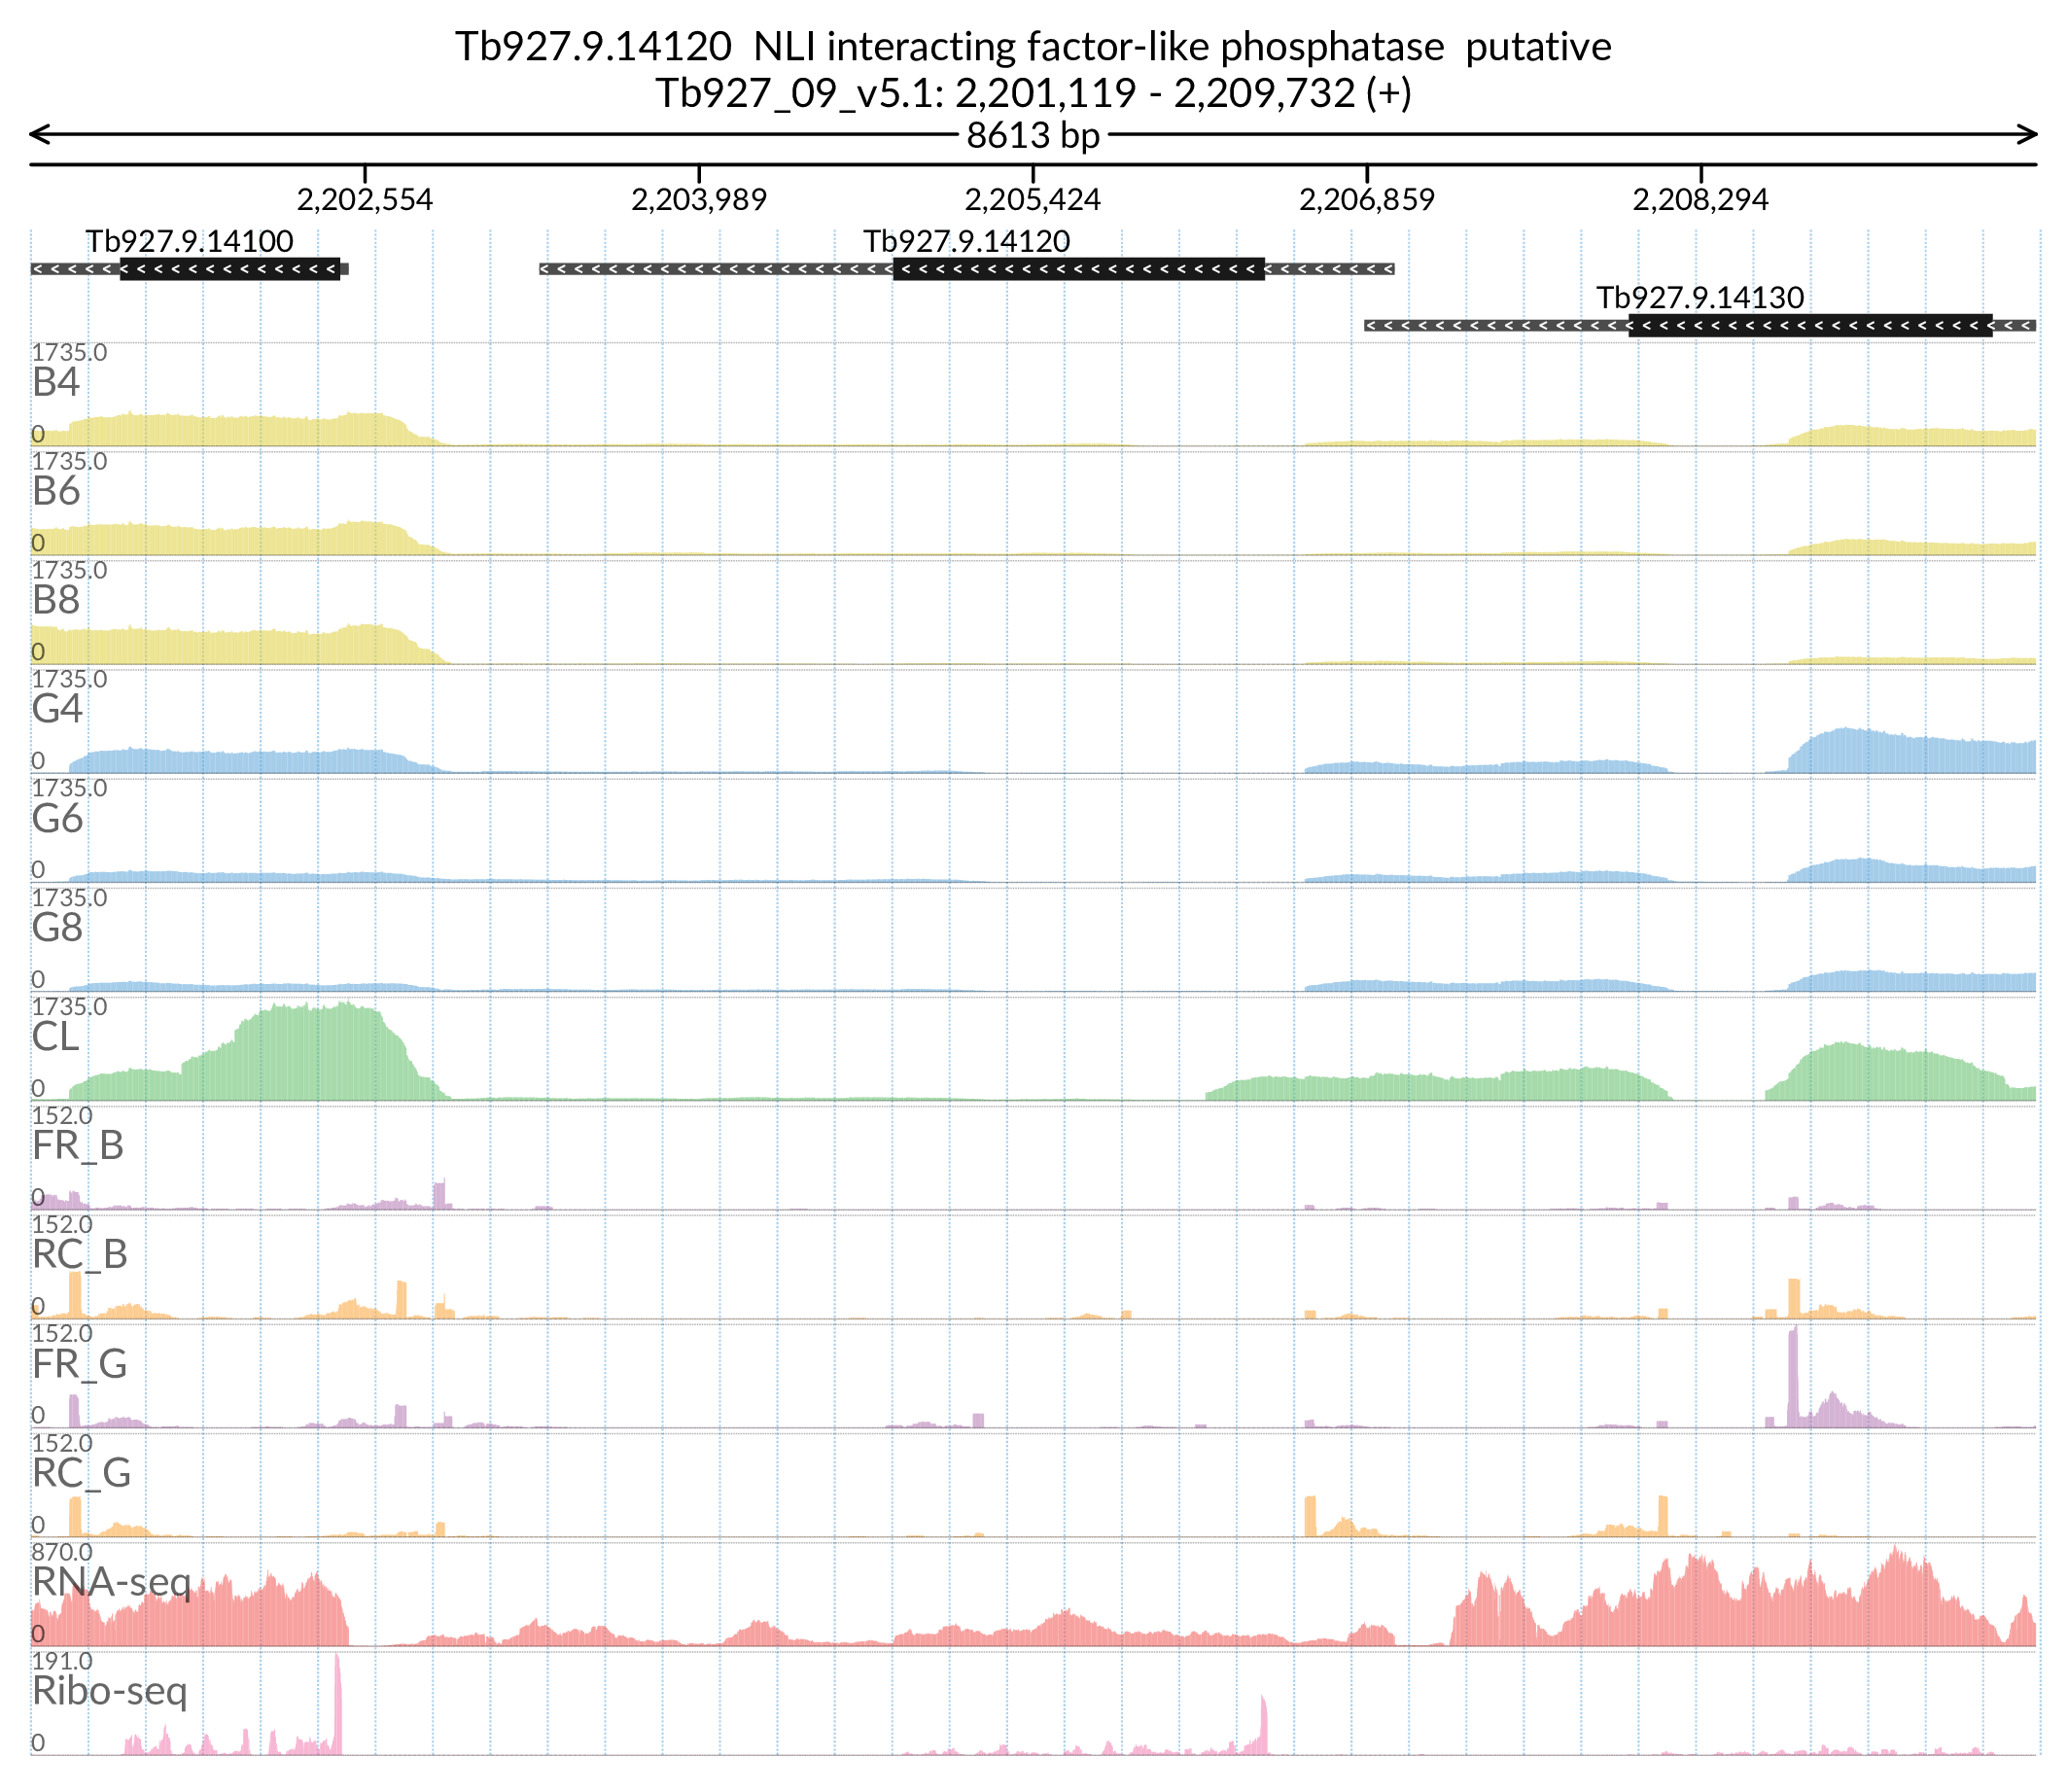 Tb927.9.14120  NLI interacting factor-like phosphatase  putative
Tb927_09_v5.1: 2,201,119 - 2,209,732 (+)
8613 bp
2,202,554 2,203,989 2,205,424 2,206,859 2,208,294
Tb927.9.14100 Tb927.9.14120
Tb927.9.14130
1735.0
B4
0
1735.0
B6
0
1735.0
B8
0
1735.0
G4
0
1735.0
G6
0
1735.0
G8
0
1735.0
CL
0
152.0
FR_B
0
152.0
RC_B
0
152.0
FR_G
0
152.0
RC_G
0
870.0
RNA-seq
0
191.0
Ribo-seq
0